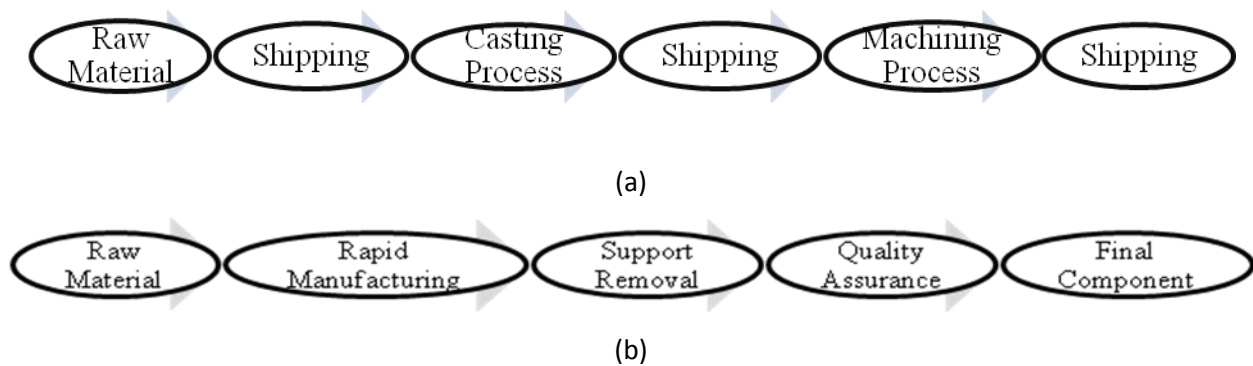 Raw
Material
Shipping
Casting
Process
Shipping
Machining
Process
Shipping
(a)
Raw
Material
Rapid
Manufacturing
Support
Removal
Quality
Assurance
Final
Component
(b)